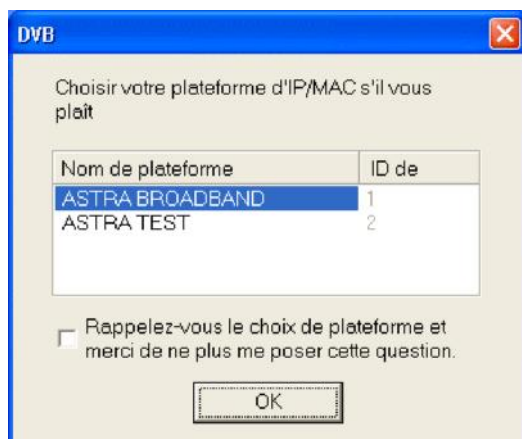 DVB
Choisir votre plateforme d'IP/MAC s'il vous
plaît
Nom de plateforme ID de
ASTRA BROADBAND 1
ASTRA TEST 2
Rappelez-vous le choix de plateforme et
merci de ne plus me poser cette question.
OK